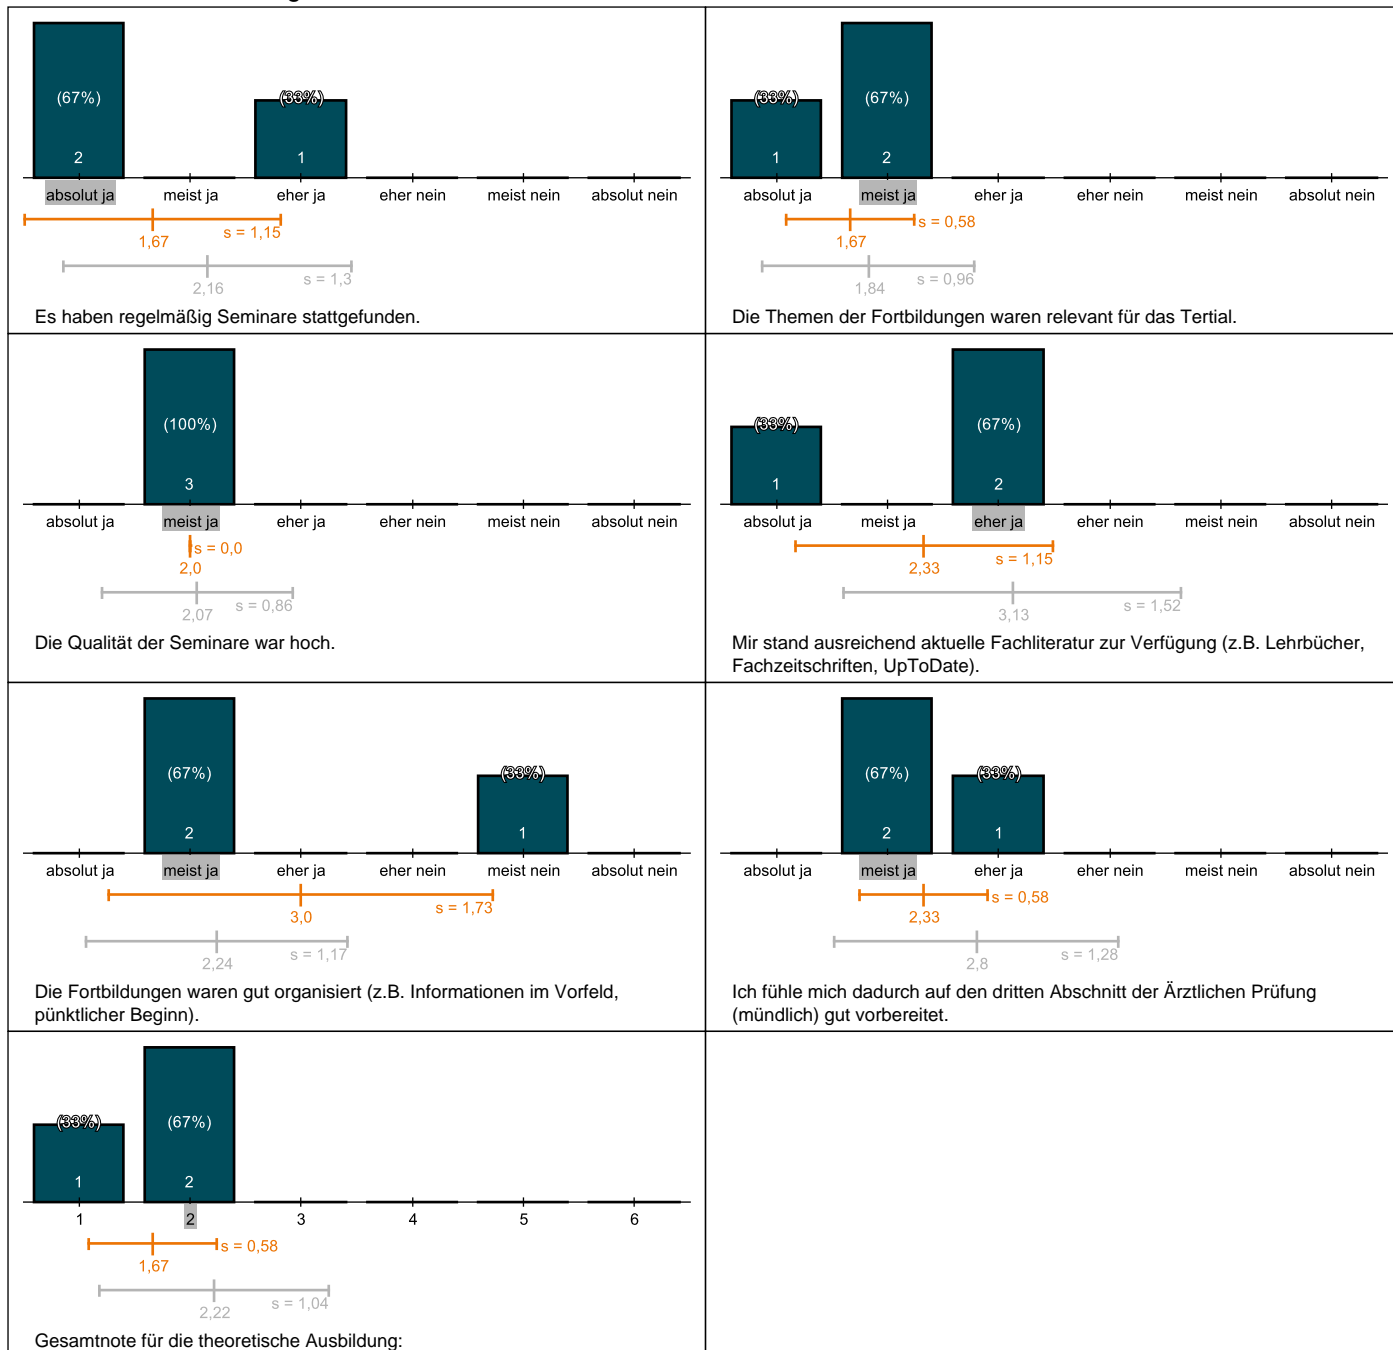 (67%)
(33%)
2
1
absolut ja
meist ja
eher ja
eher nein
meist nein
absolut nein
s = 1,15
1,67
s = 1,3
2,16
Es haben regelmäßig Seminare stattgefunden.
(33%)
(67%)
1
2
absolut ja
meist ja
eher ja
eher nein
meist nein
absolut nein
s = 0,58
1,67
s = 0,96
1,84
Die Themen der Fortbildungen waren relevant für das Tertial.
(100%)
3
absolut ja
meist ja
eher ja
eher nein
meist nein
absolut nein
s = 0,0
2,0
s = 0,86
2,07
Die Qualität der Seminare war hoch.
(33%)
(67%)
1
2
absolut ja
meist ja
eher ja
eher nein
meist nein
absolut nein
s = 1,15
2,33
s = 1,52
3,13
Mir stand ausreichend aktuelle Fachliteratur zur Verfügung (z.B. Lehrbücher,
Fachzeitschriften, UpToDate).
(67%)
(33%)
2
1
absolut ja
meist ja
eher ja
eher nein
meist nein
absolut nein
s = 1,73
3,0
s = 1,17
2,24
Die Fortbildungen waren gut organisiert (z.B. Informationen im Vorfeld,
pünktlicher Beginn).
(67%)
(33%)
2
1
absolut ja
meist ja
eher ja
eher nein
meist nein
absolut nein
s = 0,58
2,33
s = 1,28
2,8
Ich fühle mich dadurch auf den dritten Abschnitt der Ärztlichen Prüfung
(mündlich) gut vorbereitet.
(33%)
(67%)
1
2
1
2
3
4
5
6
s = 0,58
1,67
s = 1,04
2,22
Gesamtnote für die theoretische Ausbildung: